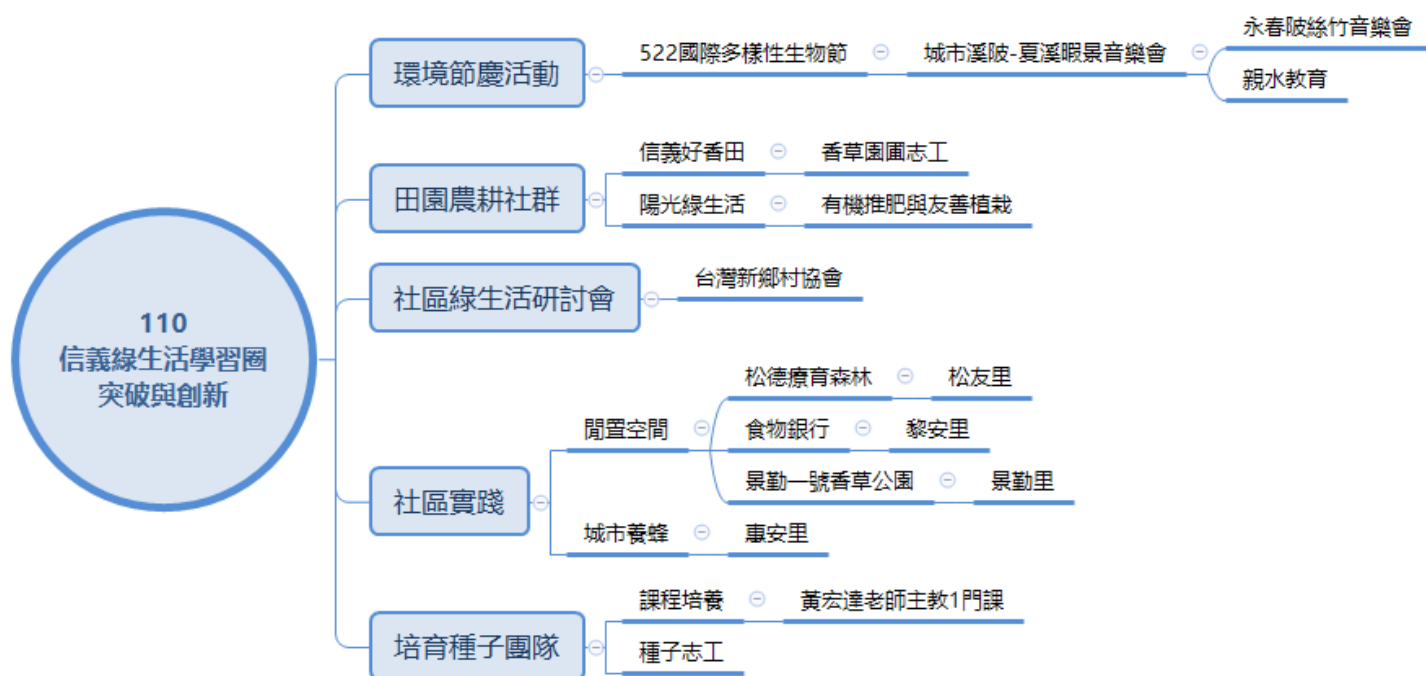 110
信義綠生活學習圈
突破與創新
環境節慶活動
522國際多樣性生物節
城市溪陂-夏溪暇景音樂會
永春陂絲竹音樂會
親水教育
田園農耕社群
信義好香田
香草園圃志工
陽光綠生活
有機推肥與友善植栽
社區綠生活研討會
台灣新鄉村協會
社區實踐
閒置空間
松德療育森林
松友里
食物銀行
黎安里
景勤一號香草公園
景勤里
城市養蜂
惠安里
培育種子團隊
課程培養
黃宏達老師主教1門課
種子志工